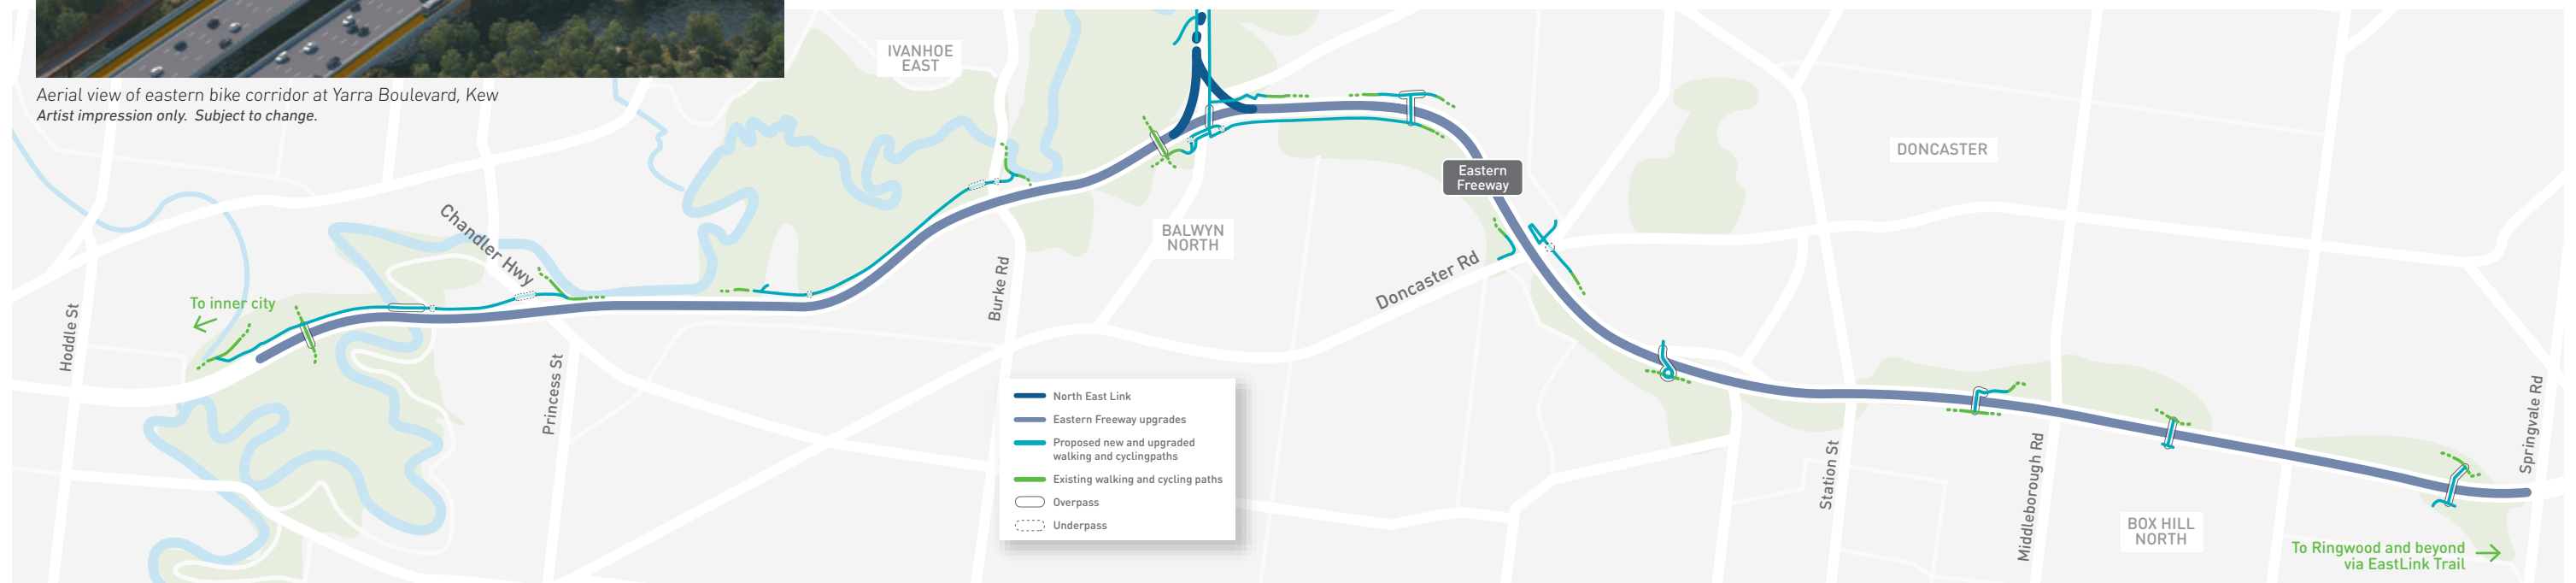 Aerial view of eastern bike corridor at Yarra Boulevard, Kew
Artist impression only. Subject to change.
IVANHOE
EAST
DONCASTER
Eastern
Freeway
Chandler Hwy
BALWYN
NORTH
Burke Rd
Doncaster Rd
To inner city
Hoddle St
Princess St
North East Link
Eastern Freeway upgrades
Proposed new and upgraded
walking and cyclingpaths
Existing walking and cycling paths
Overpass
Underpass
Station St
Middleborough Rd
Springvale Rd
BOX HILL
NORTH
To Ringwood and beyond
via EastLink Trail